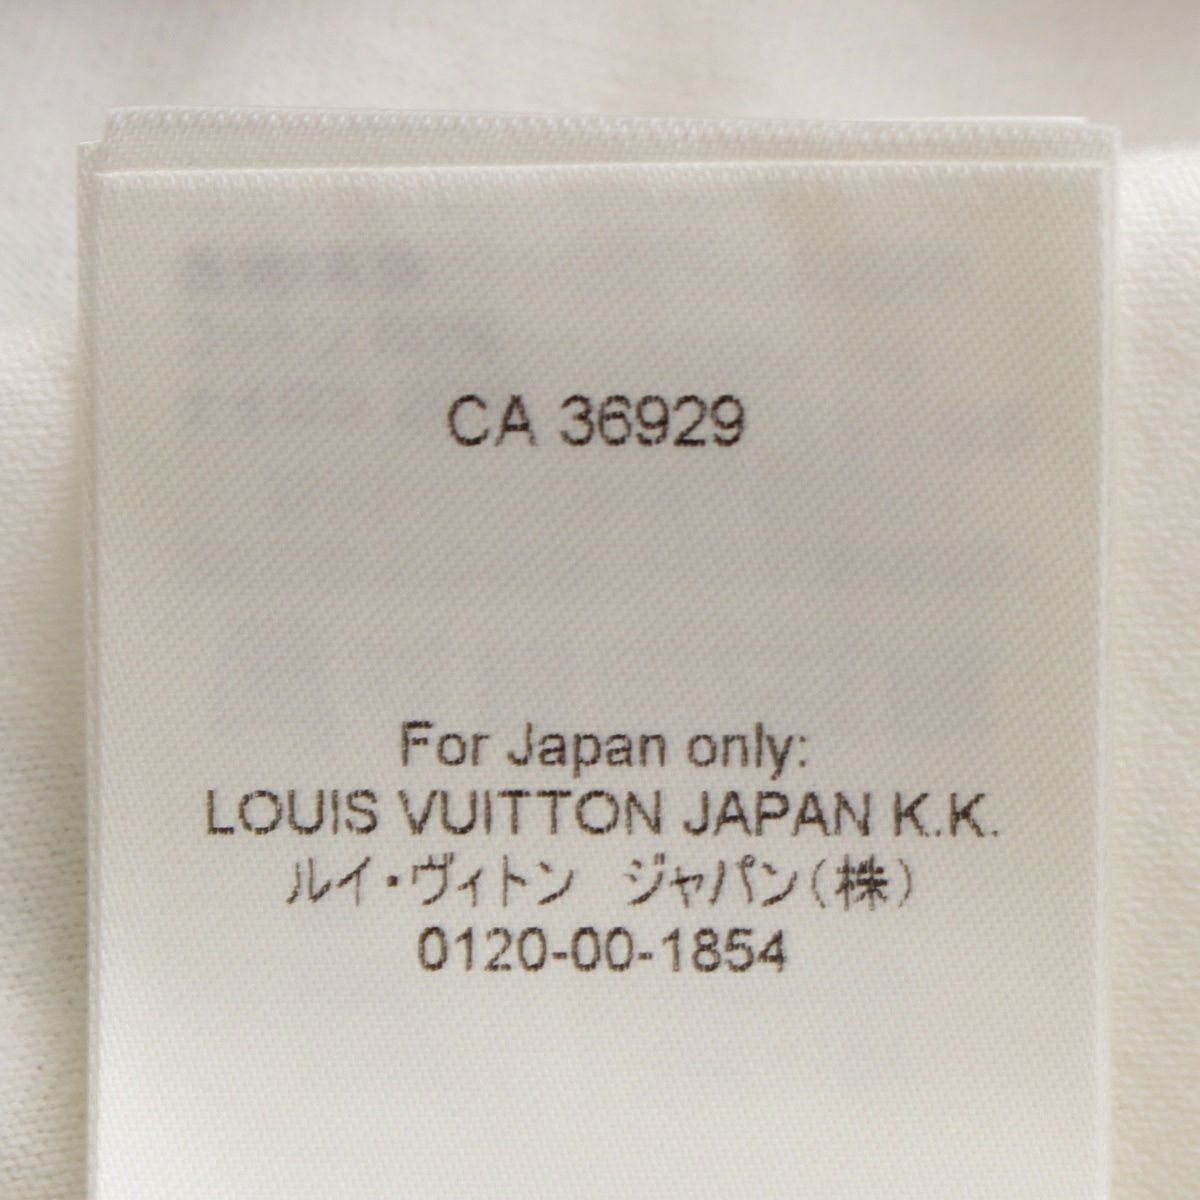 CA 36929
For Japan only:
LOUIS VUITTON JAPAN K.K.
ルイ・ヴィトン　ジャパン(株)
0120-00-1854